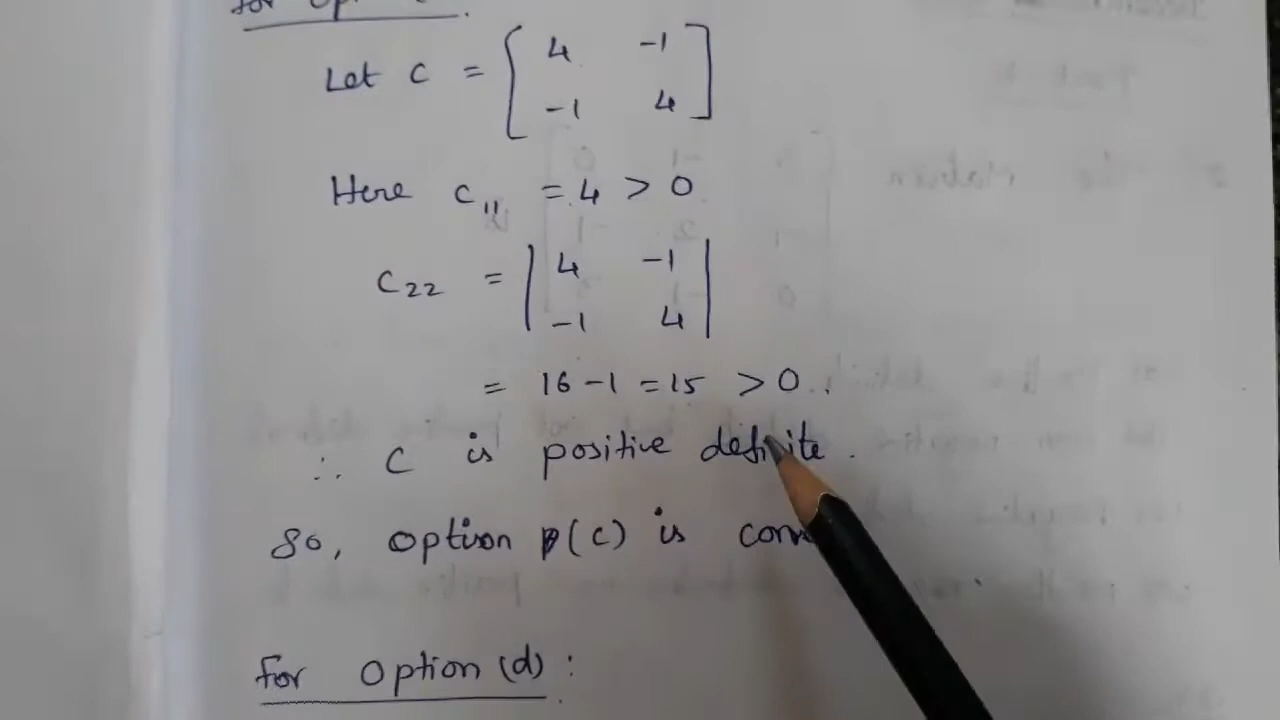 Let C = [ 4 -1
-1 4 ]
Here C₁₁ = 4 > 0
C₂₂ = | 4 -1
-1 4 |
= 16 - 1 = 15 > 0.
∴ C is positive definite.
So, option (c) is
For Option (d) :